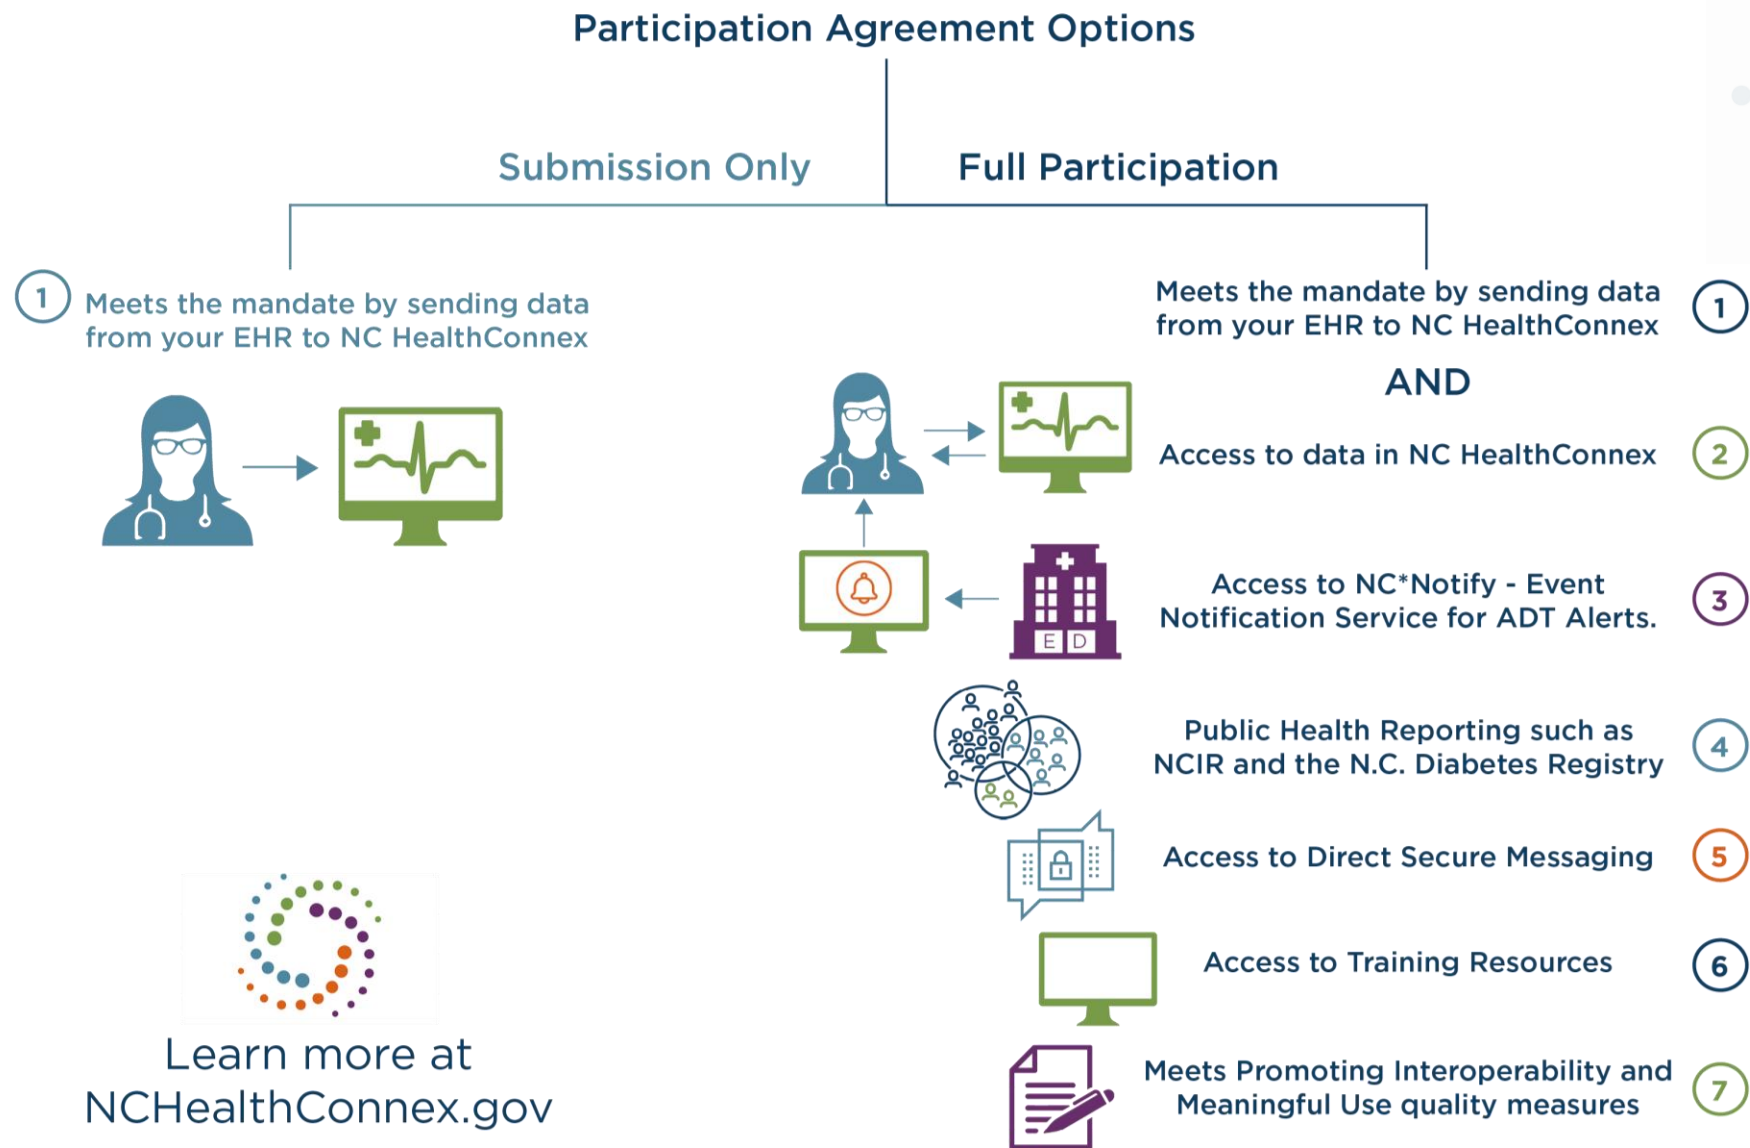 Participation Agreement Options
Submission Only
Full Participation
1
Meets the mandate by sending data
from your EHR to NC HealthConnex
Meets the mandate by sending data
from your EHR to NC HealthConnex
1
AND
Access to data in NC HealthConnex
2
Access to NC*Notify - Event
Notification Service for ADT Alerts.
3
E D
Public Health Reporting such as
NCIR and the N.C. Diabetes Registry
4
Access to Direct Secure Messaging
5
Access to Training Resources
6
Meets Promoting Interoperability and
Meaningful Use quality measures
7
Learn more at
NCHealthConnex.gov